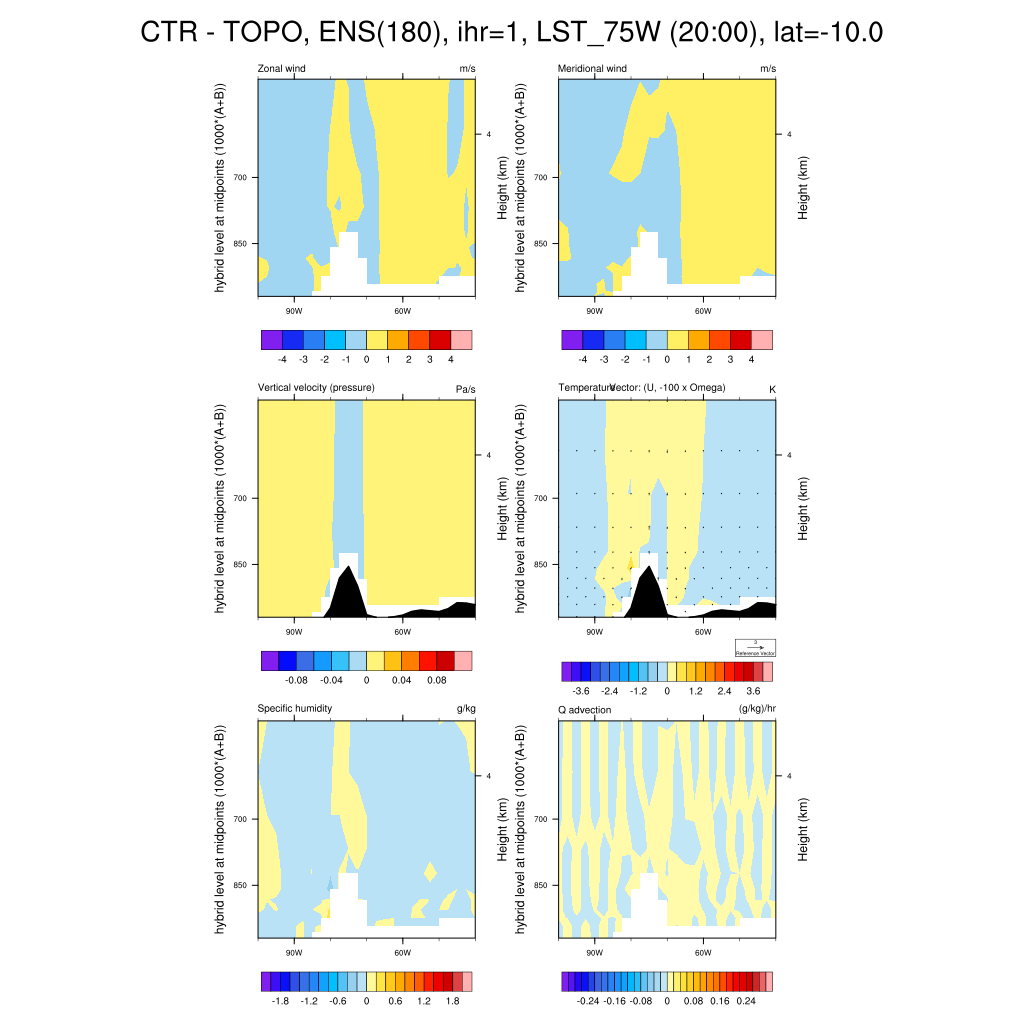 CTR - TOPO, ENS(180), ihr=1, LST_75W (20:00), lat=-10.0
Zonal wind m/s
hybrid level at midpoints (1000*(A+B))
700
850
4
Height (km)
90W 60W
-4 -3 -2 -1 0 1 2 3 4
Meridional wind m/s
hybrid level at midpoints (1000*(A+B))
700
850
4
Height (km)
90W 60W
-4 -3 -2 -1 0 1 2 3 4
Vertical velocity (pressure) Pa/s
hybrid level at midpoints (1000*(A+B))
700
850
4
Height (km)
90W 60W
-0.08 -0.04 0 0.04 0.08
Temperature Vector: (U, -100 x Omega) K
hybrid level at midpoints (1000*(A+B))
700
850
4
Height (km)
90W 60W
3
Reference Vector
-3.6 -2.4 -1.2 0 1.2 2.4 3.6
Specific humidity g/kg
hybrid level at midpoints (1000*(A+B))
700
850
4
Height (km)
90W 60W
-1.8 -1.2 -0.6 0 0.6 1.2 1.8
Q advection (g/kg)/hr
hybrid level at midpoints (1000*(A+B))
700
850
4
Height (km)
90W 60W
-0.24 -0.16 -0.08 0 0.08 0.16 0.24